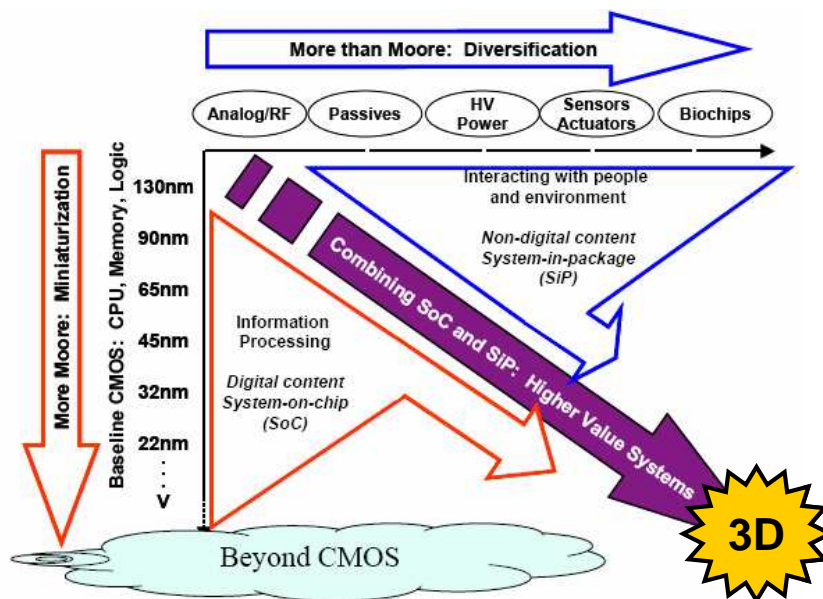 More than Moore: Diversification
Analog/RF
Passives
HV
Power
Sensors
Actuators
Biochips
More Moore: Miniaturization
Baseline CMOS: CPU, Memory, Logic
130nm
90nm
65nm
45nm
32nm
22nm
V
Interacting with people
and environment
Non-digital content
System-in-package
(SiP)
Combining SoC and SiP: Higher Value Systems
Information
Processing
Digital content
System-on-chip
(SoC)
Beyond CMOS
3D